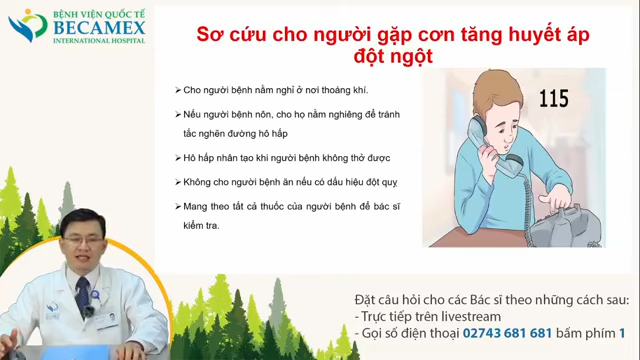 BỆNH VIỆN QUỐC TẾ
BECAMEX
INTERNATIONAL HOSPITAL
Sơ cứu cho người gặp cơn tăng huyết áp
đột ngột
➤ Cho người bệnh nằm nghỉ ở nơi thoáng khí.
➤ Nếu người bệnh nôn, cho họ nằm nghiêng để tránh
tắc nghẽn đường hô hấp
➤ Hô hấp nhân tạo khi người bệnh không thở được
➤ Không cho người bệnh ăn nếu có dấu hiệu đột quỵ
➤ Mang theo tất cả thuốc của người bệnh để bác sĩ
kiểm tra.
115
Đặt câu hỏi cho các Bác sĩ theo những cách sau:
- Trực tiếp trên livestream
- Gọi số điện thoại 02743 681 681 bấm phím 1